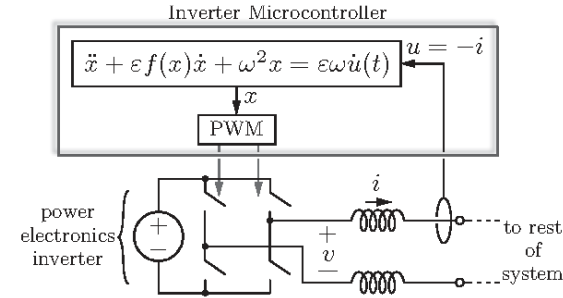 Inverter Microcontroller
ẍ + εf(x)ẋ + ω²x = εωu̇(t)
u = −i
x
PWM
i
power
electronics
inverter
+
−
+
v
−
to rest
of
system